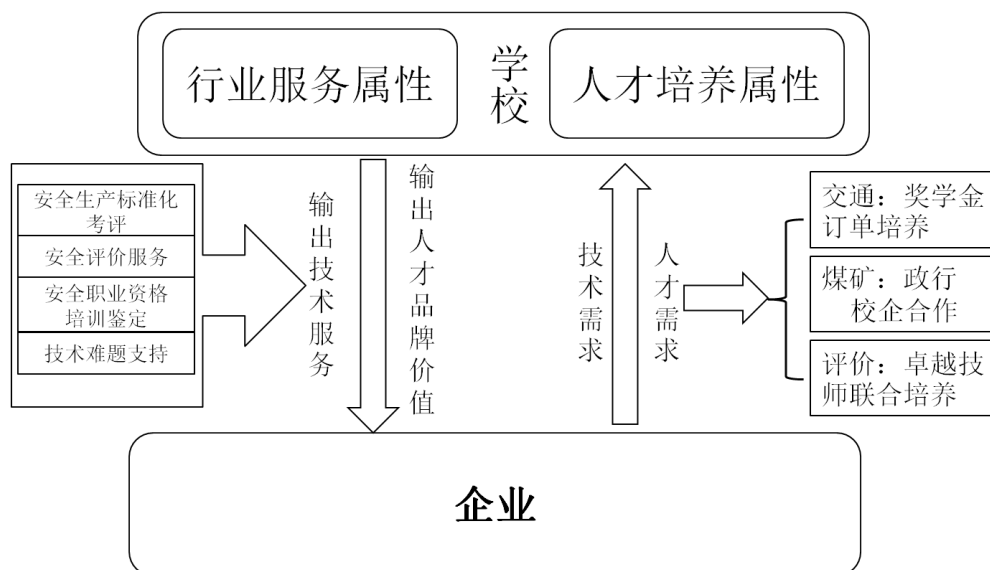 行业服务属性
学校
人才培养属性
安全生产标准化
考评
安全评价服务
安全职业资格
培训鉴定
技术难题支持
输出技术服务
输出人才品牌价值
技术需求
人才需求
交通：奖学金
订单培养
煤矿：政行
校企合作
评价：卓越技
师联合培养
企业